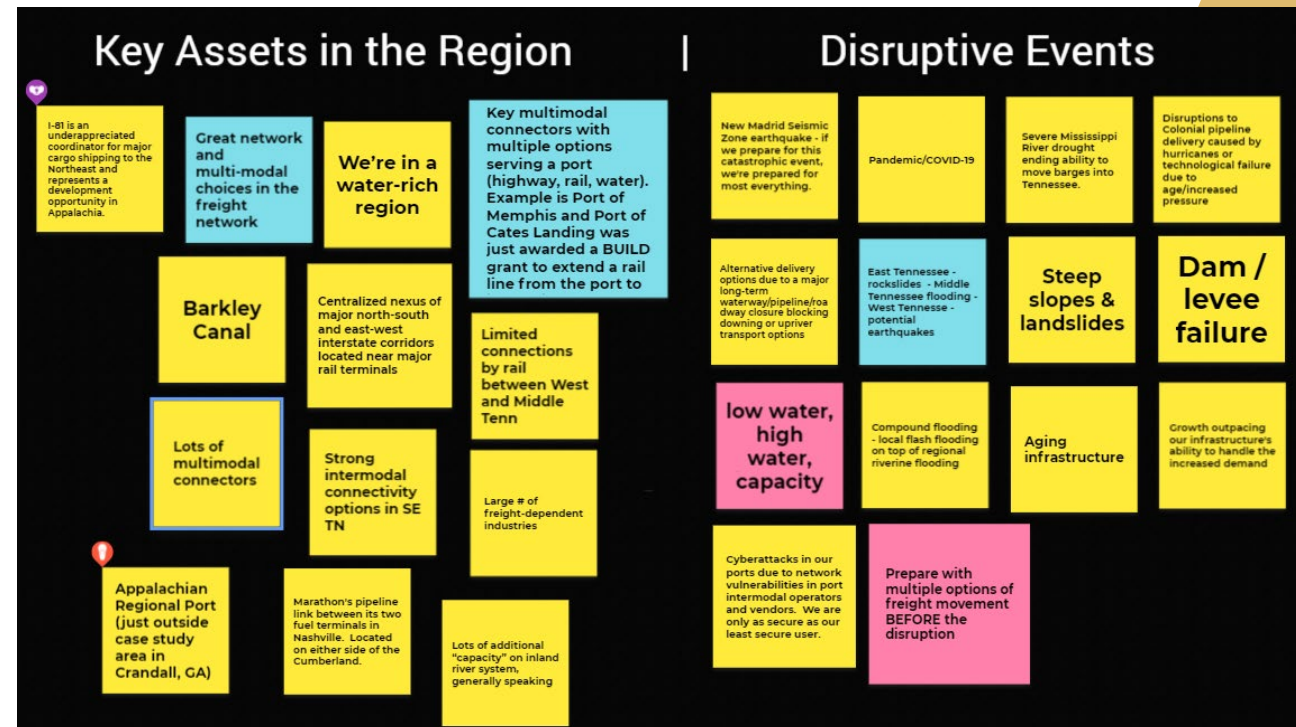 Key Assets in the Region | Disruptive Events
I-81 is an
underappreciated
coordinator for major
cargo shipping to the
Northeast and
represents a
development
opportunity in
Appalachia.
Great network
and
multi-modal
choices in the
freight
network
We're in a
water-rich
region
Key multimodal
connectors with
multiple options
serving a port
(highway, rail, water).
Example is Port of
Memphis and Port of
Cates Landing was
just awarded a BUILD
grant to extend a rail
line from the port to
Barkley
Canal
Centralized nexus of
major north-south
and east-west
interstate corridors
located near major
rail terminals
Limited
connections
by rail
between West
and Middle
Tenn
Lots of
multimodal
connectors
Strong
intermodal
connectivity
options in SE
TN
Large # of
freight-dependent
industries
Appalachian
Regional Port
(just outside
case study
area in
Crandall, GA)
Marathon's pipeline
link between its two
fuel terminals in
Nashville. Located
on either side of the
Cumberland.
Lots of additional
"capacity" on inland
river system,
generally speaking
New Madrid Seismic
Zone earthquake - if
we prepare for this
catastrophic event,
we're prepared for
most everything.
Pandemic/COVID-19
Severe Mississippi
River drought
ending ability to
move barges into
Tennessee.
Disruptions to
Colonial pipeline
delivery caused by
hurricanes or
technological failure
due to
age/increased
pressure
Alternative delivery
options due to a major
long-term
waterway/pipeline/roa
dway closure blocking
downing or upriver
transport options
East Tennessee -
rockslides - Middle
Tennessee flooding -
West Tennesse -
potential
earthquakes
Steep
slopes &
landslides
Dam /
levee
failure
low water,
high
water,
capacity
Compound flooding
- local flash flooding
on top of regional
riverine flooding
Aging
infrastructure
Growth outpacing
our infrastructure's
ability to handle the
increased demand
Cyberattacks in our
ports due to network
vulnerabilities in port
intermodal operators
and vendors. We are
only as secure as our
least secure user.
Prepare with
multiple options of
freight movement
BEFORE the
disruption